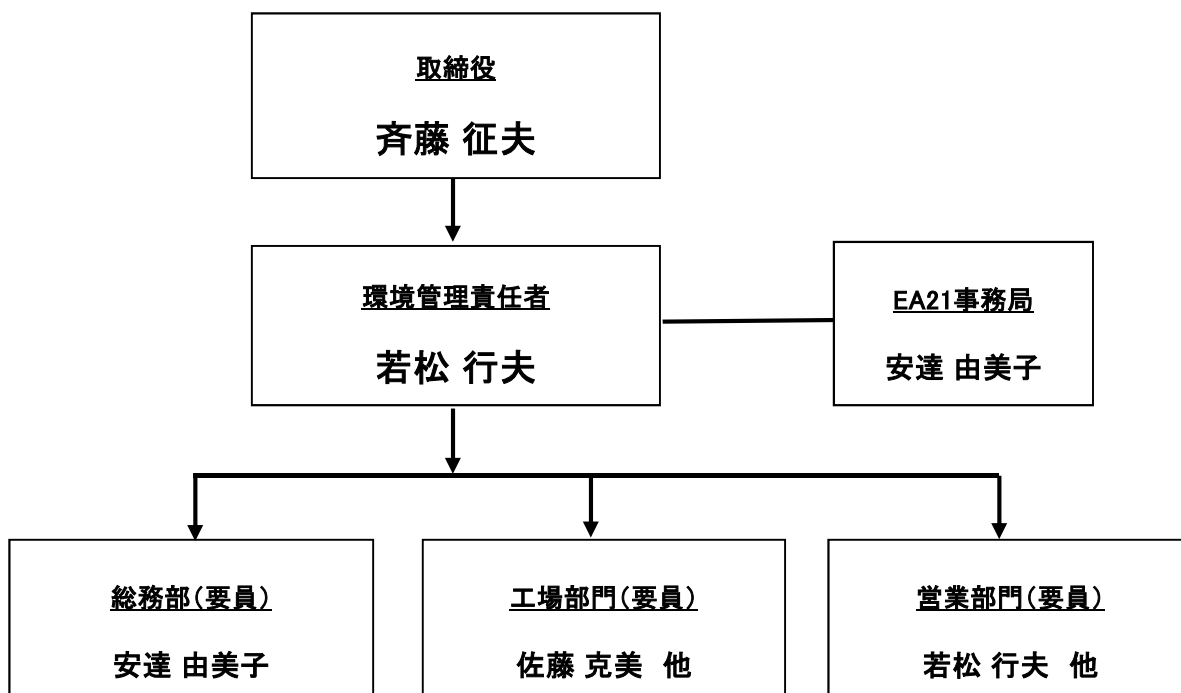 取締役
斉藤 征夫
環境管理責任者
若松 行夫
EA21事務局
安達 由美子
総務部(要員)
安達 由美子
工場部門(要員)
佐藤 克美 他
営業部門(要員)
若松 行夫 他